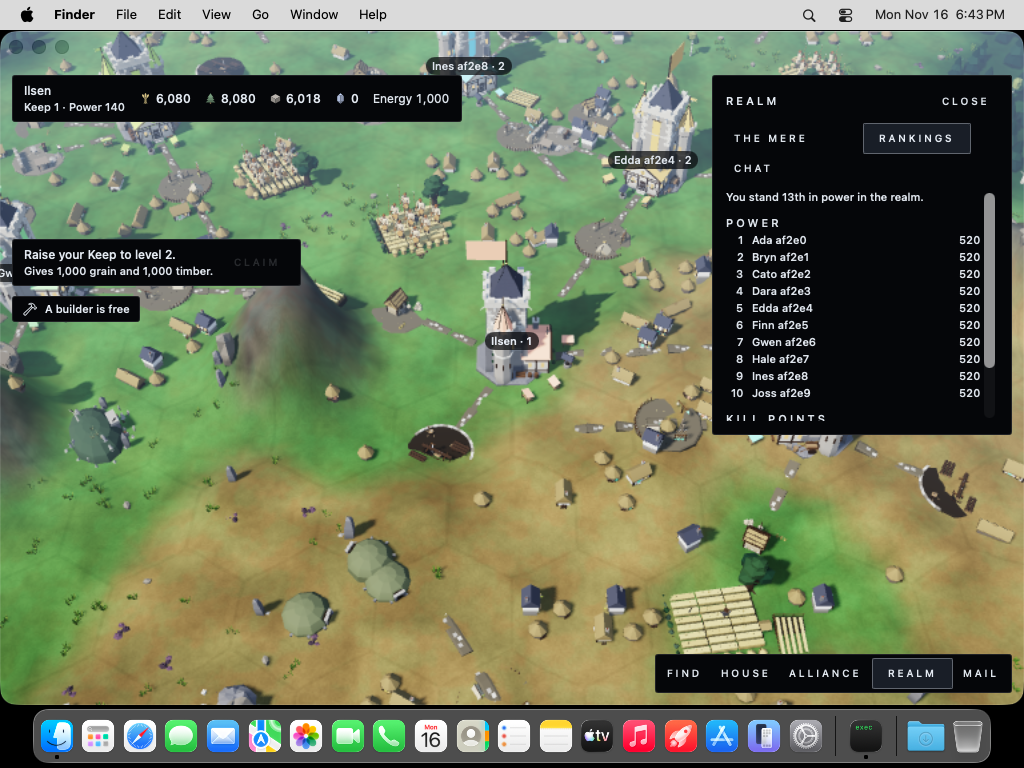 Finder File Edit View Go Window Help Mon Nov 16 6:43 PM
Ines af2e8 · 2
Ilsen
Keep 1 · Power 140
6,080 8,080 6,018 0 Energy 1,000
REALM CLOSE
THE MERE RANKINGS
CHAT
You stand 13th in power in the realm.
POWER
1 Ada af2e0 520
2 Bryn af2e1 520
3 Cato af2e2 520
4 Dara af2e3 520
5 Edda af2e4 520
6 Finn af2e5 520
7 Gwen af2e6 520
8 Hale af2e7 520
9 Ines af2e8 520
10 Joss af2e9 520
KILL POINTS
Edda af2e4 · 2
Raise your Keep to level 2.
Gives 1,000 grain and 1,000 timber.
CLAIM
Gw
A builder is free
Ilsen · 1
FIND HOUSE ALLIANCE REALM MAIL
Mon
16
tv
exec